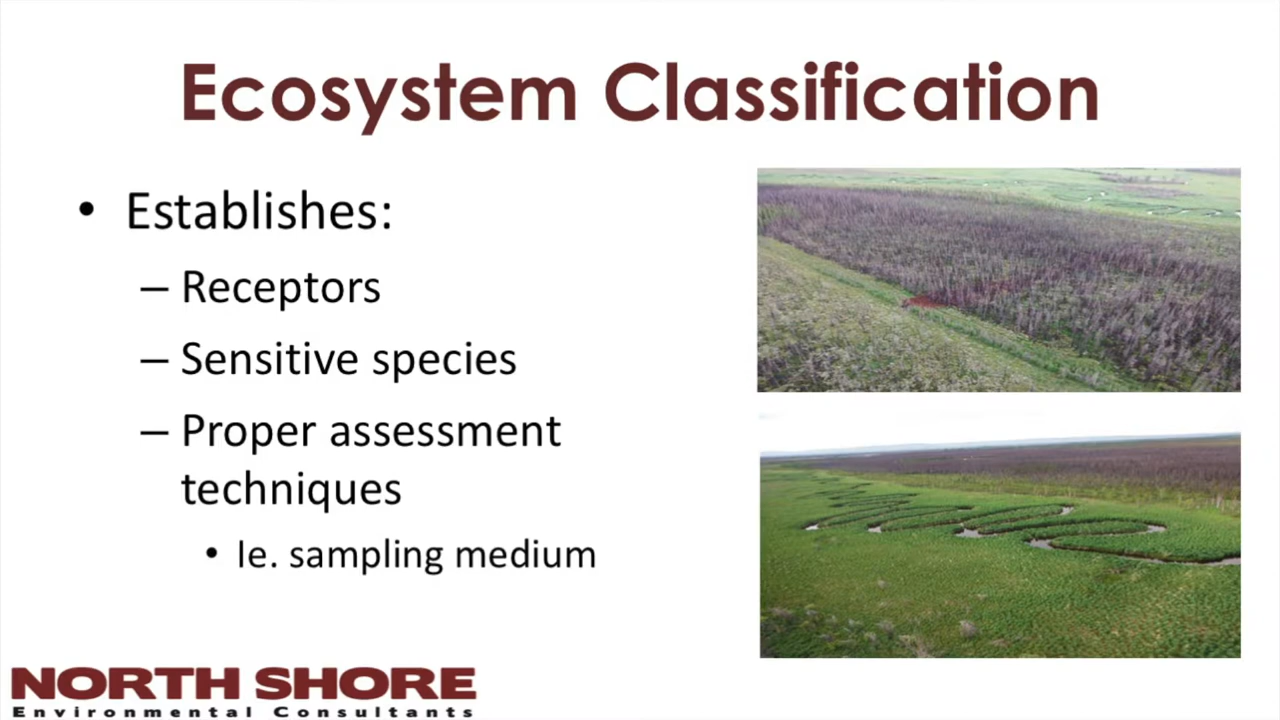 Ecosystem Classification
• Establishes:
– Receptors
– Sensitive species
– Proper assessment
techniques
• Ie. sampling medium
NORTH SHORE
Environmental Consultants